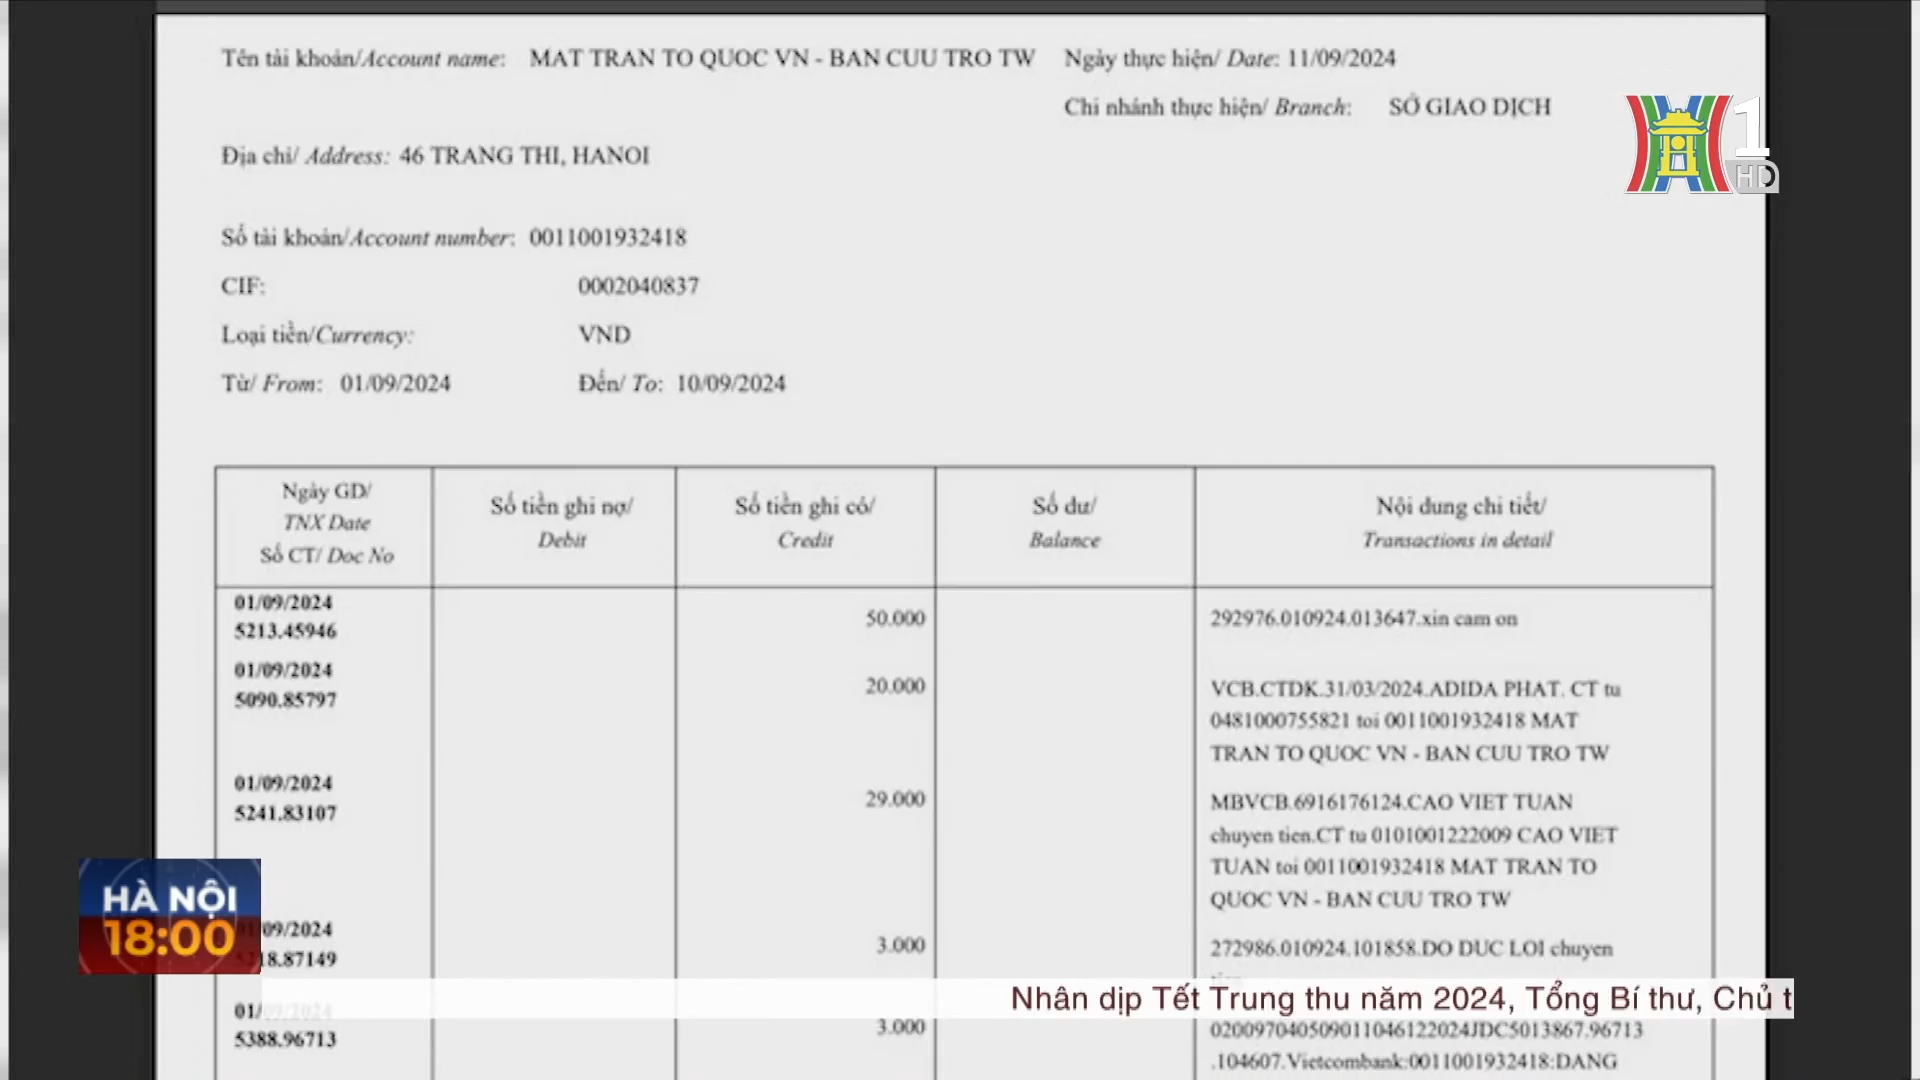 Tên tài khoản/Account name: MAT TRAN TO QUOC VN - BAN CUU TRO TW
Ngày thực hiện/ Date: 11/09/2024
Chi nhánh thực hiện/ Branch: SỞ GIAO DỊCH
1
HD
Địa chỉ/ Address: 46 TRANG THI, HANOI
Số tài khoản/Account number: 0011001932418
CIF: 0002040837
Loại tiền/Currency: VND
Từ/ From: 01/09/2024 Đến/ To: 10/09/2024
Ngày GD/
TNX Date
Số CT/ Doc No
Số tiền ghi nợ/
Debit
Số tiền ghi có/
Credit
Số dư/
Balance
Nội dung chi tiết/
Transactions in detail
01/09/2024
5213.45946
50.000
292976.010924.013647.xin cam on
01/09/2024
5090.85797
20.000
VCB.CTDK.31/03/2024.ADIDA PHAT. CT tu
0481000755821 toi 0011001932418 MAT
TRAN TO QUOC VN - BAN CUU TRO TW
01/09/2024
5241.83107
29.000
MBVCB.6916176124.CAO VIET TUAN
chuyen tien.CT tu 0101001222009 CAO VIET
TUAN toi 0011001932418 MAT TRAN TO
QUOC VN - BAN CUU TRO TW
/09/2024
18.87149
3.000
272986.010924.101858.DO DUC LOI chuyen
01/09/2024
5388.96713
3.000
020097040509011046122024JDC5013867.96713
.104607.Vietcombank:0011001932418:DANG
HÀ NỘI
18:00
Nhân dịp Tết Trung thu năm 2024, Tổng Bí thư, Chủ t